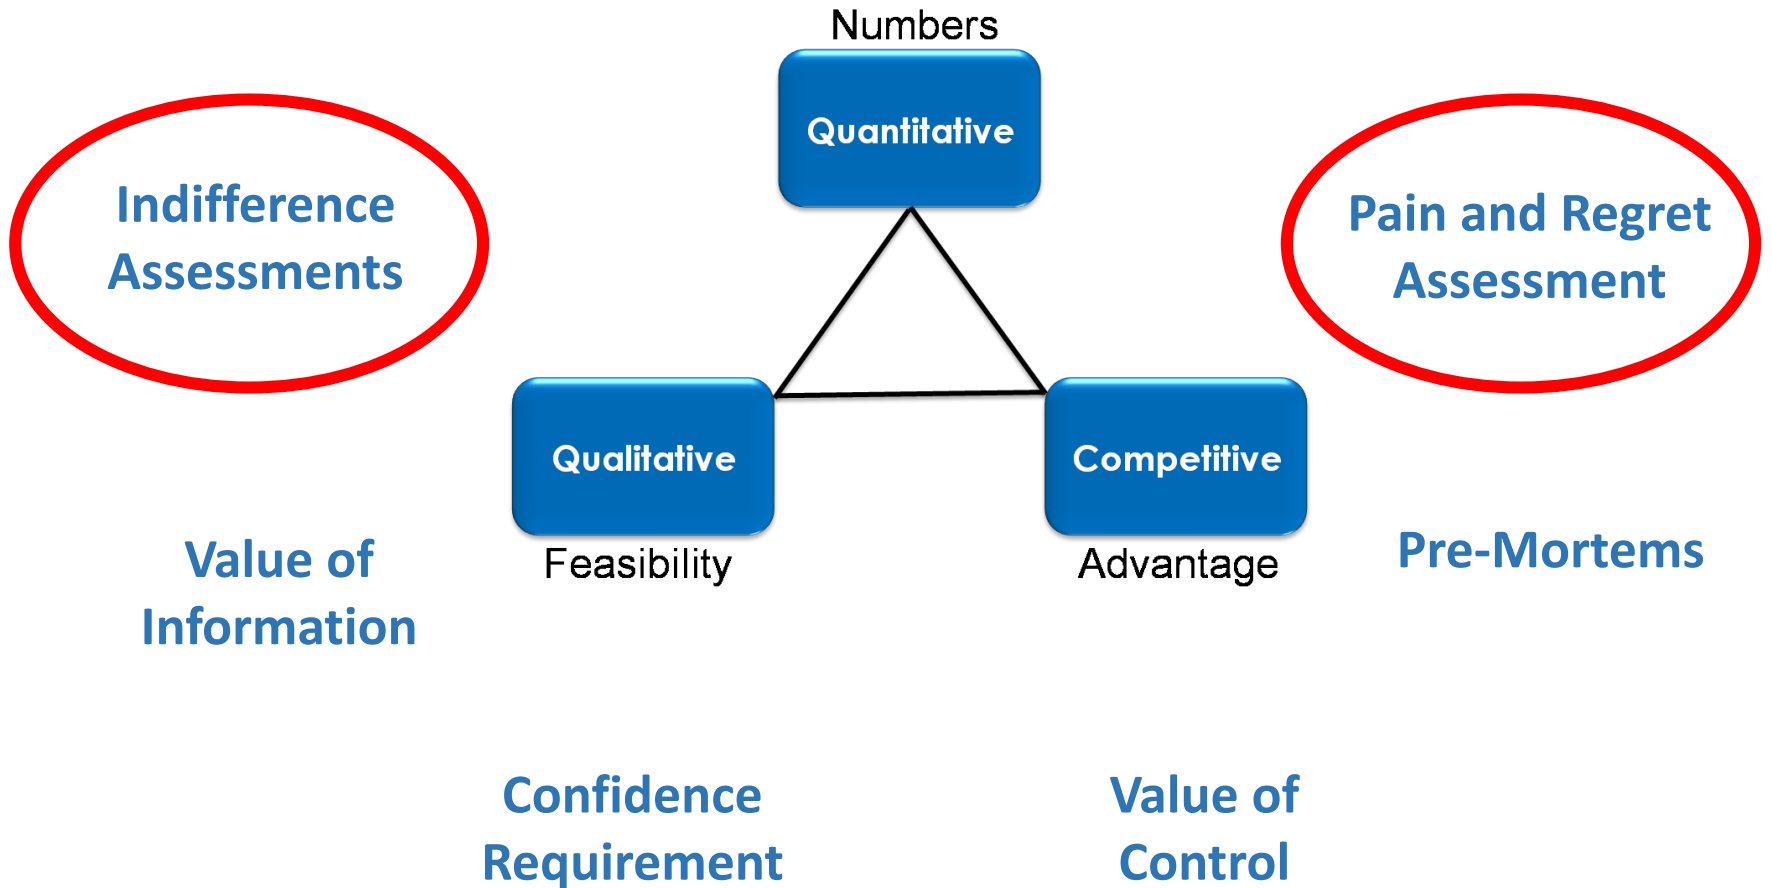 Numbers
Quantitative
Indifference
Assessments
Pain and Regret
Assessment
Qualitative
Competitive
Feasibility
Advantage
Value of
Information
Pre-Mortems
Confidence
Requirement
Value of
Control